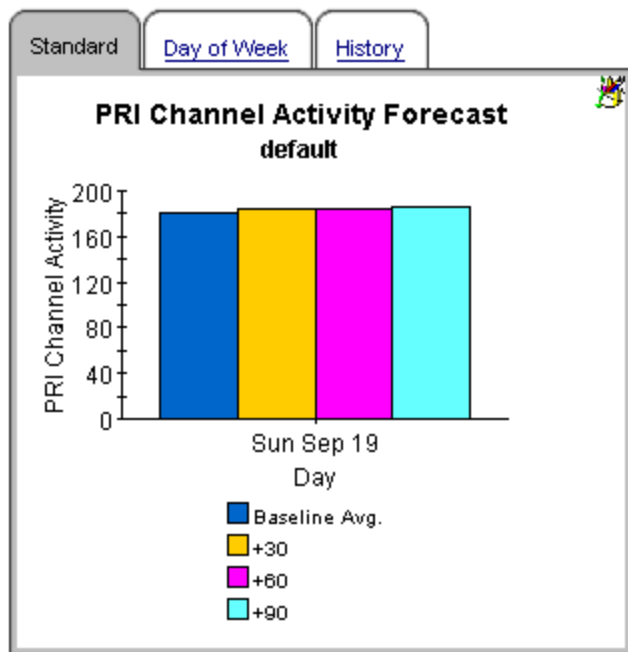 Standard
Day of Week
History
PRI Channel Activity Forecast
default
PRI Channel Activity
200
160
120
80
40
0
Sun Sep 19
Day
Baseline Avg.
+30
+60
+90